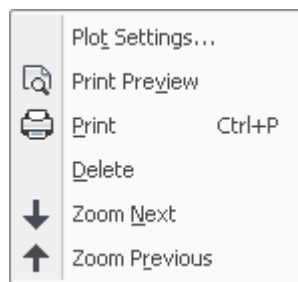 Plot Settings...
Print Preview
Print Ctrl+P
Delete
Zoom Next
Zoom Previous